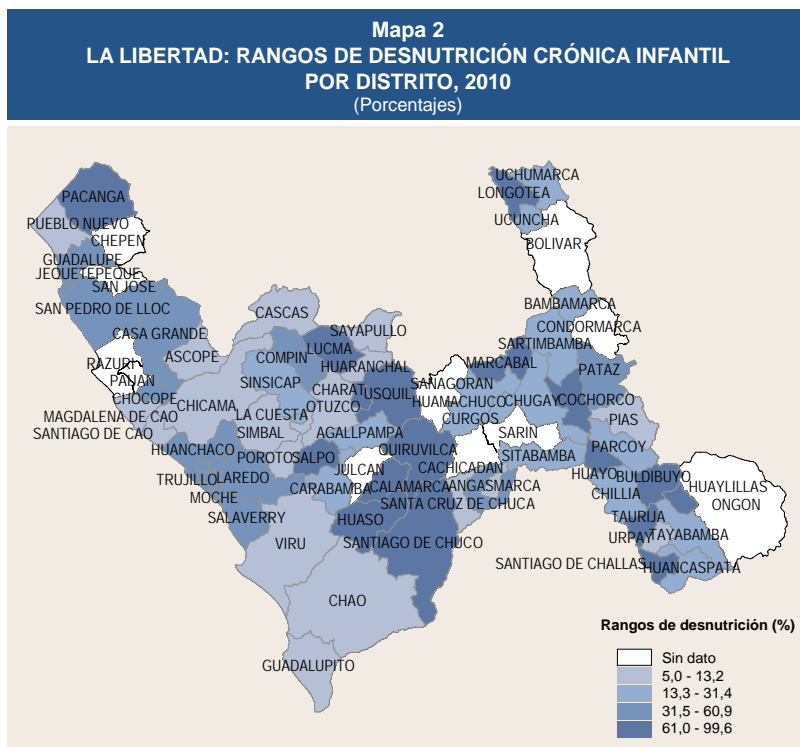 Mapa 2
LA LIBERTAD: RANGOS DE DESNUTRICIÓN CRÓNICA INFANTIL
POR DISTRITO, 2010
(Porcentajes)
UCHUMARCA
LONGOTEA
PACANGA
UCUNCHA
PUEBLO NUEVO
CHEPEN
BOLIVAR
GUADALUPE
JEQUETEPEQUE
SAN JOSE
SAN PEDRO DE LLOC
BAMBAMARCA
CASCAS
CONDORMARCA
SAYAPULLO
CASA GRANDE
SARTIMBAMBA
LUCMA
ASCOPE
COMPIN
RAZURI
HUARANCHAL
MARCABAL
PATAZ
PAIJAN
SINSICAP
SANAGORAN
CHOCOPE
CHARAT
USQUIL
HUAMACHUCO
CHUGAY
COCHORCO
CHICAMA
OTUZCO
MAGDALENA DE CAO
LA CUESTA
CURGOS
PIAS
SANTIAGO DE CAO
SIMBAL
AGALLPAMPA
SARIN
HUANCHACO
QUIRUVILCA
PARCOY
POROTO
SALPO
SITABAMBA
JULCAN
CACHICADAN
TRUJILLO
LAREDO
HUAYO
BULDIBUYO
CARABAMBA
CALAMARCA
ANGASMARCA
HUAYLILLAS
MOCHE
CHILLIA
SANTA CRUZ DE CHUCA
ONGON
SALAVERRY
HUASO
TAURIJA
VIRU
SANTIAGO DE CHUCO
URPAY
TAYABAMBA
SANTIAGO DE CHALLAS
HUANCASPATA
CHAO
GUADALUPITO
Rangos de desnutrición (%)
Sin dato
5,0 - 13,2
13,3 - 31,4
31,5 - 60,9
61,0 - 99,6